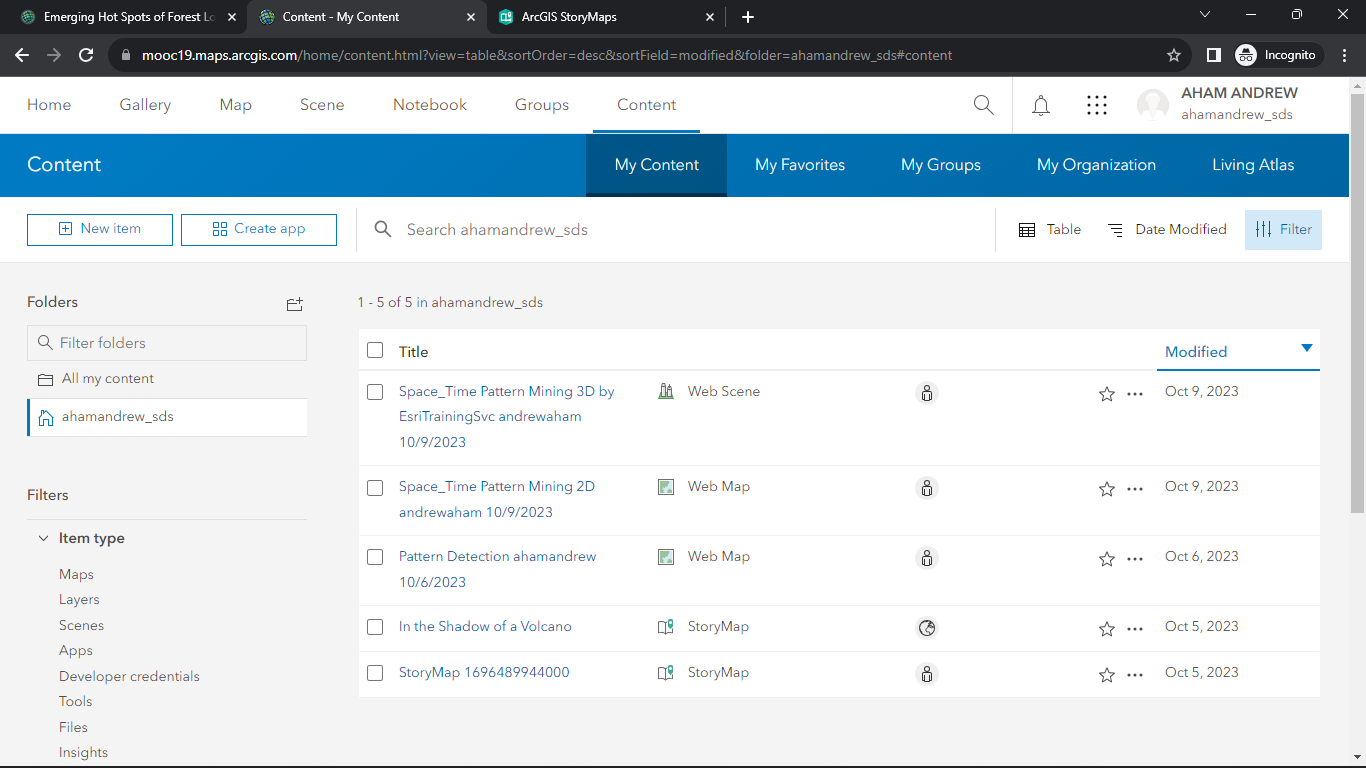 Emerging Hot Spots of Forest Lo
Content - My Content
ArcGIS StoryMaps
mooc19.maps.arcgis.com/home/content.html?view=table&sortOrder=desc&sortField=modified&folder=ahamandrew_sds#content
Incognito
Home Gallery Map Scene Notebook Groups Content
AHAM ANDREW
ahamandrew_sds
Content
My Content My Favorites My Groups My Organization Living Atlas
New item Create app Search ahamandrew_sds Table Date Modified Filter
Folders
1 - 5 of 5 in ahamandrew_sds
Filter folders
All my content
ahamandrew_sds
Filters
Item type
Maps
Layers
Scenes
Apps
Developer credentials
Tools
Files
Insights
Title Modified
Space_Time Pattern Mining 3D by Web Scene Oct 9, 2023
EsriTrainingSvc andrewaham
10/9/2023
Space_Time Pattern Mining 2D Web Map Oct 9, 2023
andrewaham 10/9/2023
Pattern Detection ahamandrew Web Map Oct 6, 2023
10/6/2023
In the Shadow of a Volcano StoryMap Oct 5, 2023
StoryMap 1696489944000 StoryMap Oct 5, 2023